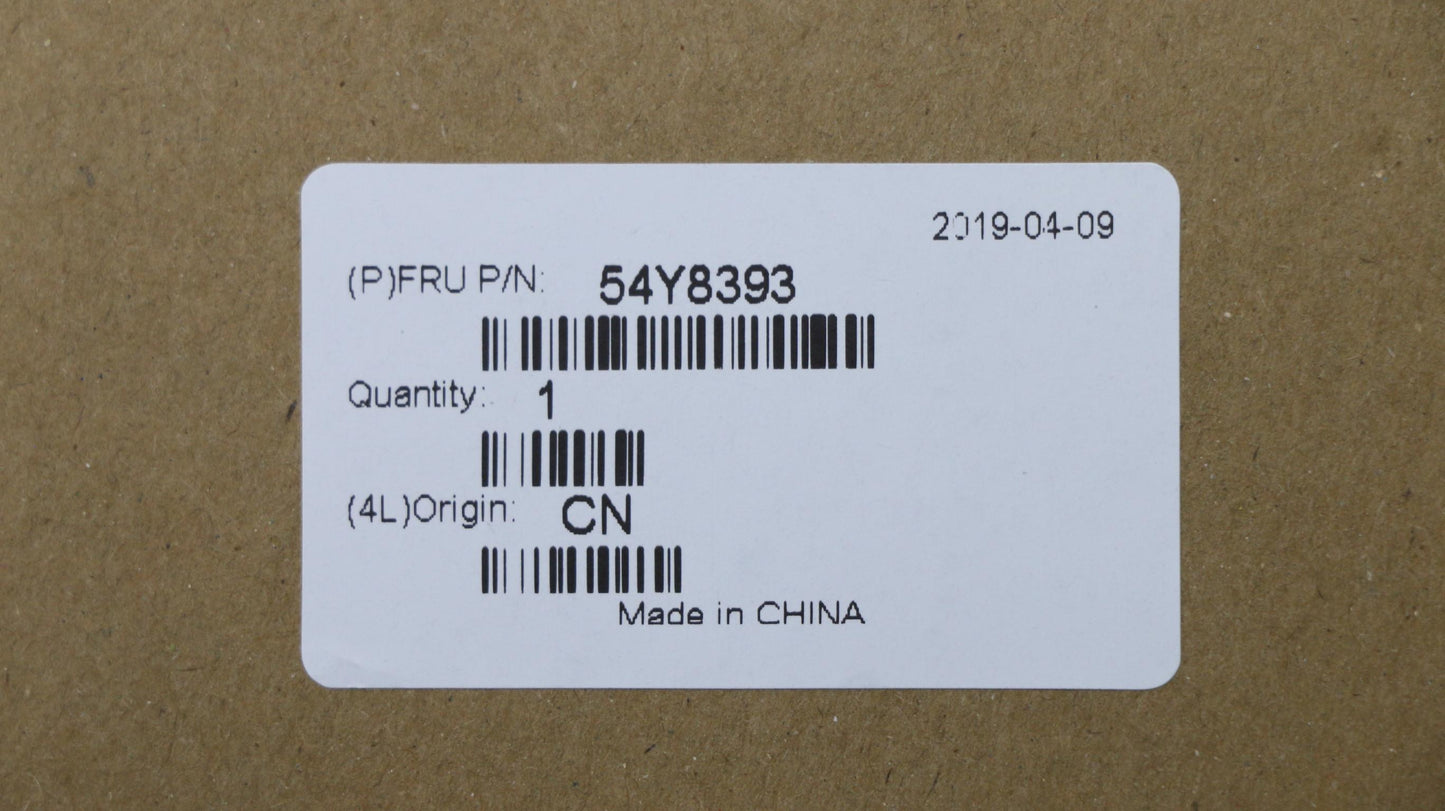 2019-04-09
(P)FRU P/N: 54Y8393
Quantity: 1
(4L)Origin: CN
Made in CHINA